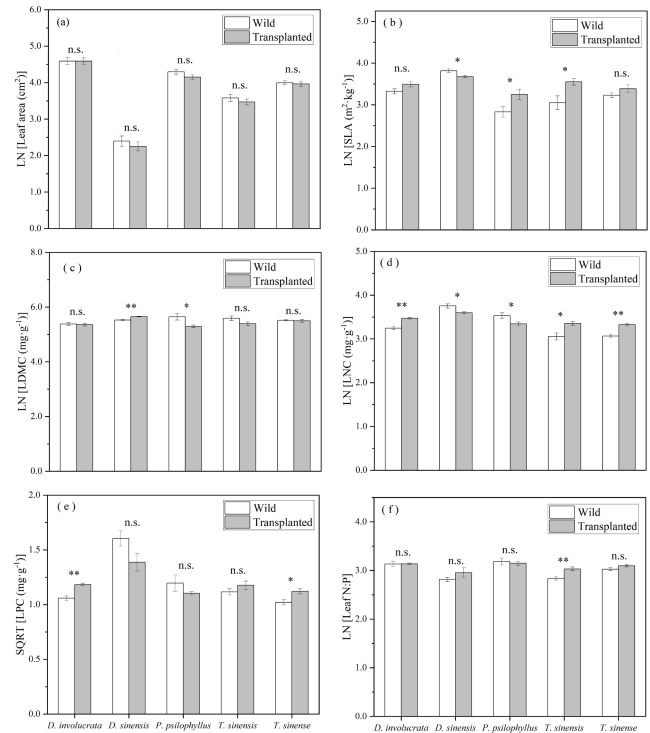 (a)
Wild
Transplanted
LN [Leaf area (cm²)]
6.0
5.0
4.0
3.0
2.0
1.0
0.0
n.s.
n.s.
n.s.
n.s.
n.s.
( b )
Wild
Transplanted
LN [SLA (m²·kg⁻¹)]
5.0
4.0
3.0
2.0
1.0
0.0
n.s.
*
*
*
n.s.
( c )
Wild
Transplanted
LN [LDMC (mg·g⁻¹)]
8.0
6.0
4.0
2.0
0.0
n.s.
**
*
n.s.
n.s.
( d )
Wild
Transplanted
LN [LNC (mg·g⁻¹)]
5.0
4.0
3.0
2.0
1.0
0.0
**
*
*
*
**
( e )
Wild
Transplanted
SQRT [LPC (mg·g⁻¹)]
2.0
1.5
1.0
0.5
0.0
**
n.s.
n.s.
n.s.
*
D. involucrata
D. sinensis
P. psilophyllus
T. sinensis
T. sinense
( f )
Wild
Transplanted
LN [Leaf N:P]
4.0
3.0
2.0
1.0
0.0
n.s.
n.s.
n.s.
**
n.s.
D. involucrata
D. sinensis
P. psilophyllus
T. sinensis
T. sinense